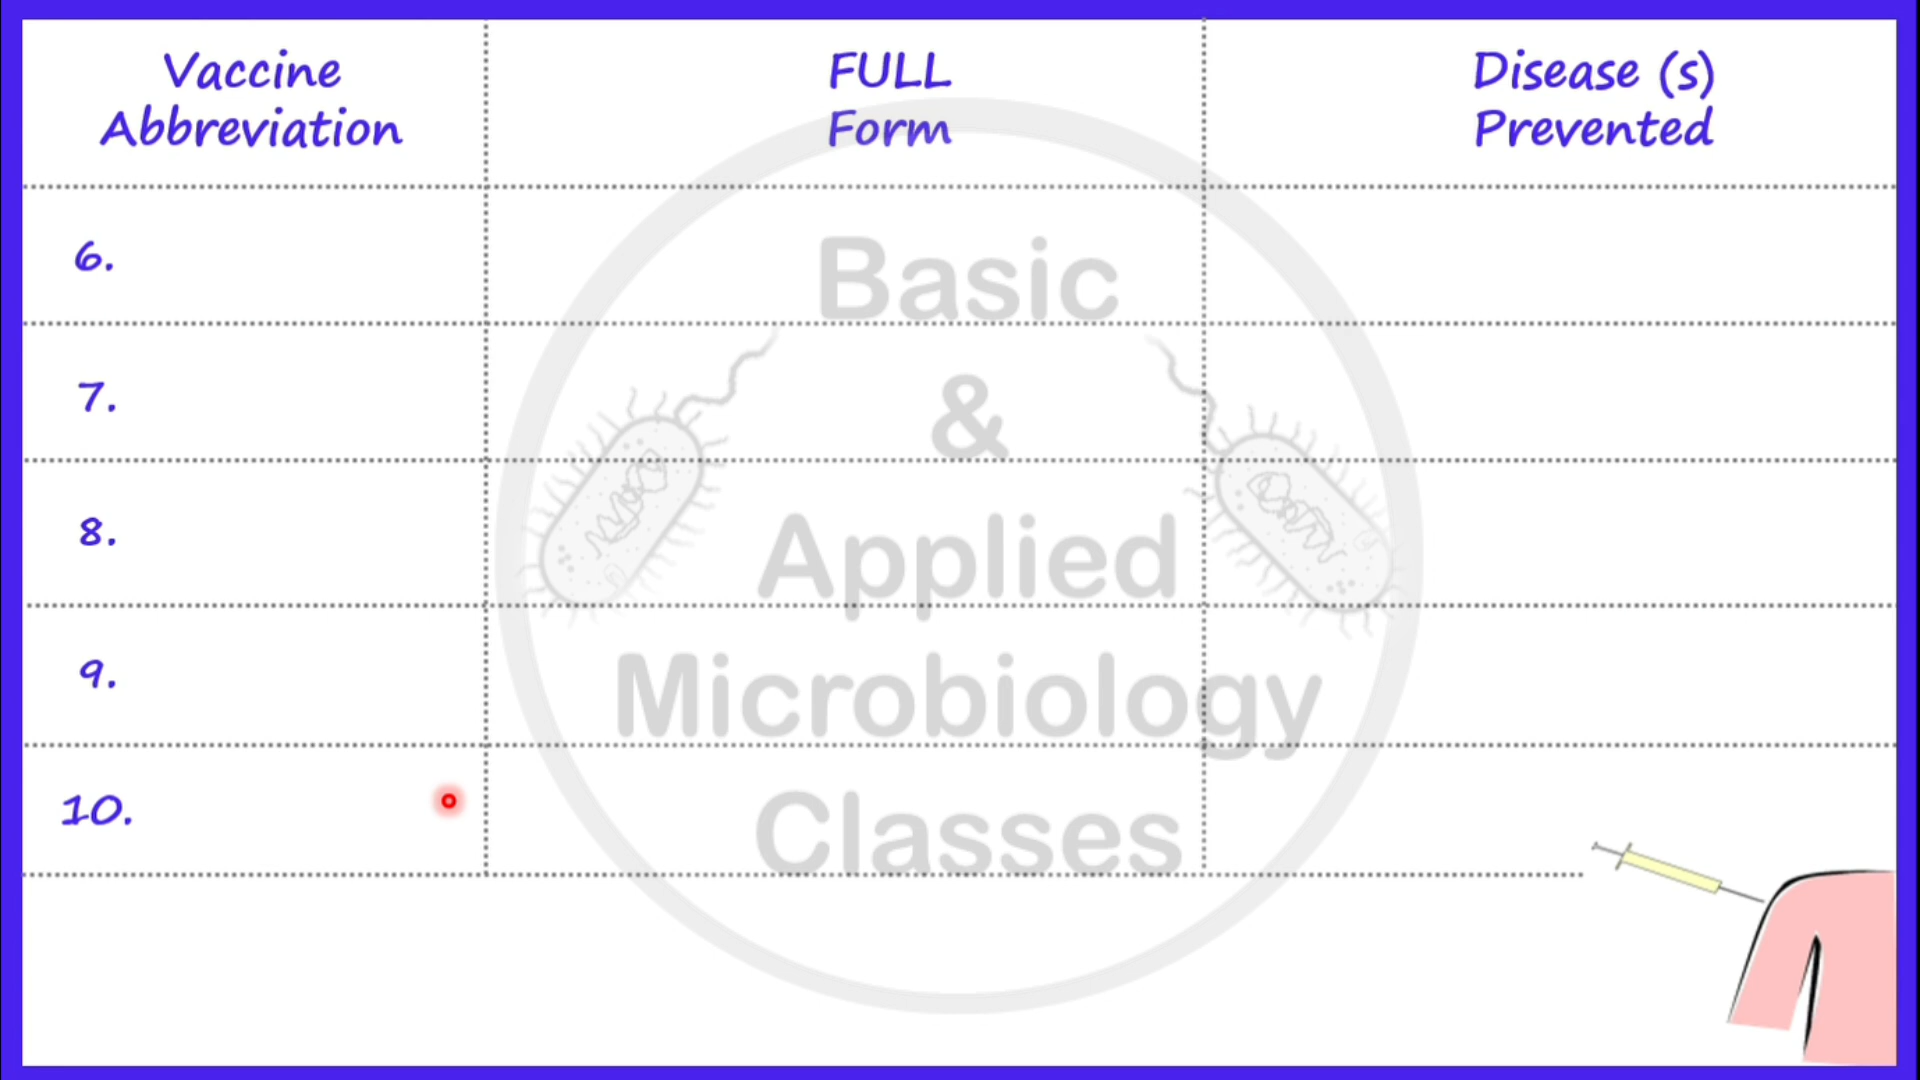 Vaccine
Abbreviation
FULL
Form
Disease (s)
Prevented
6.
7.
8.
9.
10.
Basic
&
Applied
Microbiology
Classes